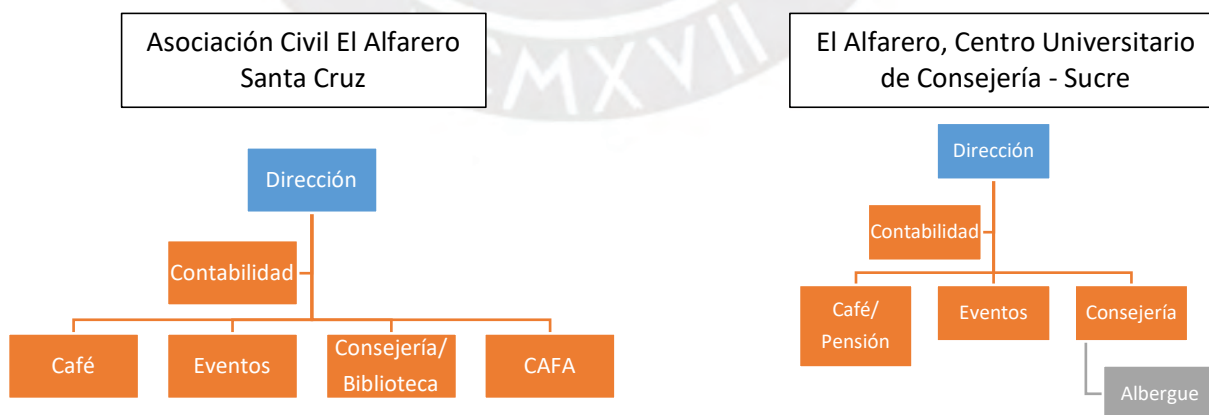 Asociación Civil El Alfarero
Santa Cruz
Dirección
Contabilidad
Café
Eventos
Consejería/
Biblioteca
CAFA
El Alfarero, Centro Universitario
de Consejería - Sucre
Dirección
Contabilidad
Café/
Pensión
Eventos
Consejería
Albergue
MXVII